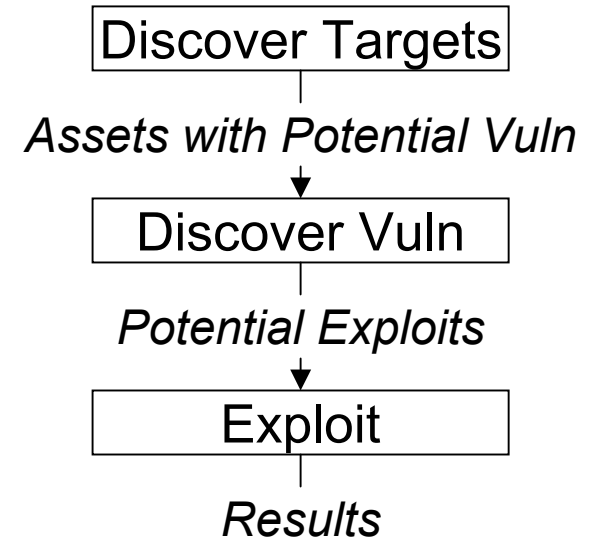 Discover Targets
Assets with Potential Vuln
Discover Vuln
Potential Exploits
Exploit
Results